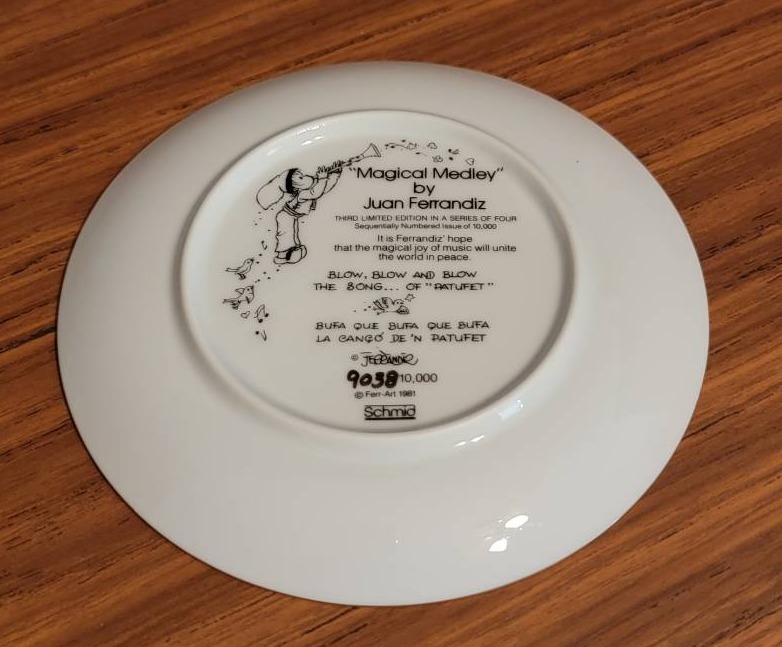 "Magical Medley"
by
Juan Ferrandiz
THIRD LIMITED EDITION IN A SERIES OF FOUR
Sequentially Numbered Issue of 10,000
It is Ferrandiz' hope
that the magical joy of music will unite
the world in peace.
BLOW, BLOW AND BLOW
THE SONG... OF "PATUFET"
BUFA QUE BUFA QUE BUFA
LA CANÇÓ DE 'N PATUFET
©
9038 10,000
© Ferr-Art 1981
Schmid